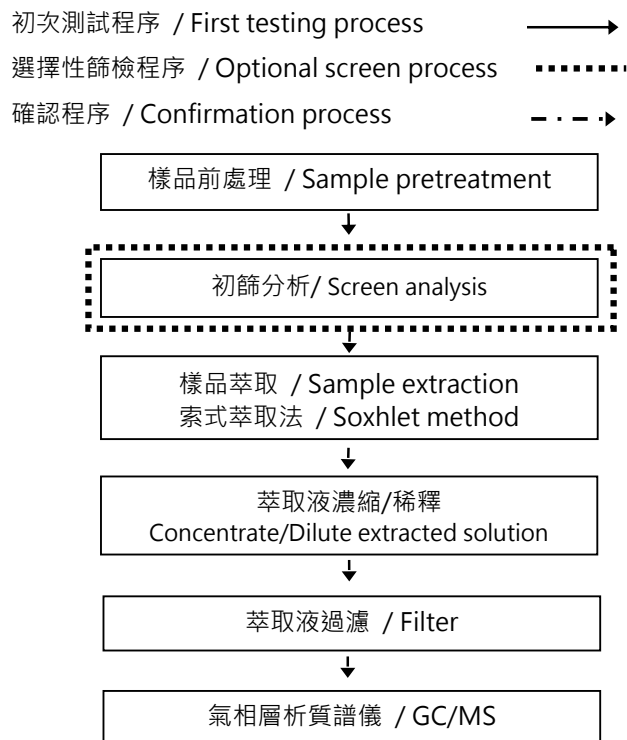 初次測試程序 / First testing process
選擇性篩檢程序 / Optional screen process
確認程序 / Confirmation process
樣品前處理 / Sample pretreatment
初篩分析/ Screen analysis
樣品萃取 / Sample extraction
索式萃取法 / Soxhlet method
萃取液濃縮/稀釋
Concentrate/Dilute extracted solution
萃取液過濾 / Filter
氣相層析質譜儀 / GC/MS